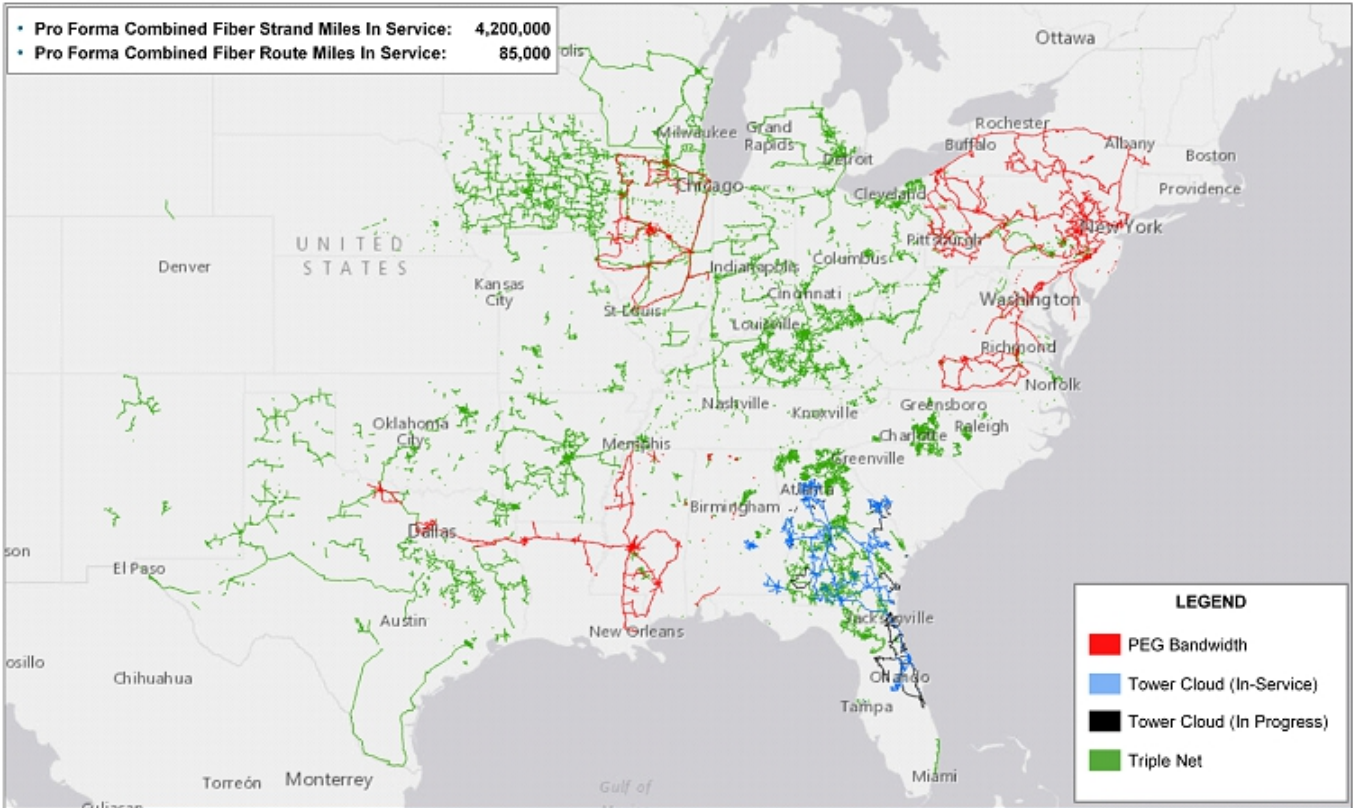 • Pro Forma Combined Fiber Strand Miles In Service: 4,200,000
• Pro Forma Combined Fiber Route Miles In Service: 85,000
olis
Ottawa
Milwaukee
Grand
Rapids
Detroit
Rochester
Buffalo
Albany
Boston
Providence
Chicago
Cleveland
New York
Pittsburgh
UNITED
STATES
Denver
Kansas
City
Indianapolis
Columbus
Cincinnati
Washington
St Louis
Louisville
Richmond
Norfolk
Nashville
Knoxville
Greensboro
Raleigh
Oklahoma
City
Memphis
Charlotte
Greenville
Atlanta
Birmingham
Dallas
son
El Paso
Austin
New Orleans
Jacksonville
osillo
Chihuahua
Orlando
Tampa
Torreón
Monterrey
Miami
Gulf of
Culiacan
LEGEND
PEG Bandwidth
Tower Cloud (In-Service)
Tower Cloud (In Progress)
Triple Net